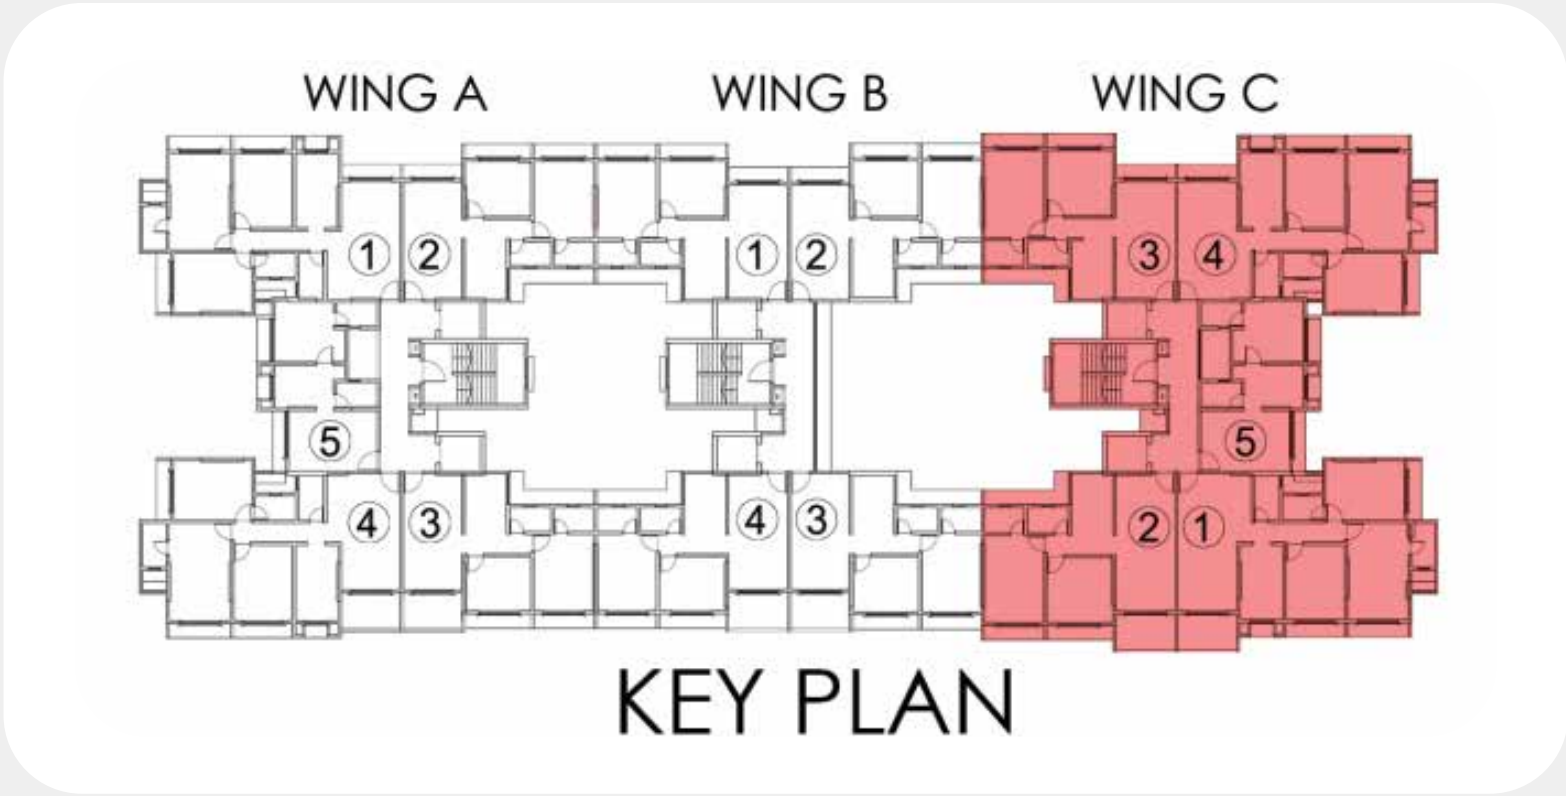 WING A WING B WING C
1 2 1 2 3 4
5 5
4 3 4 3 2 1
KEY PLAN